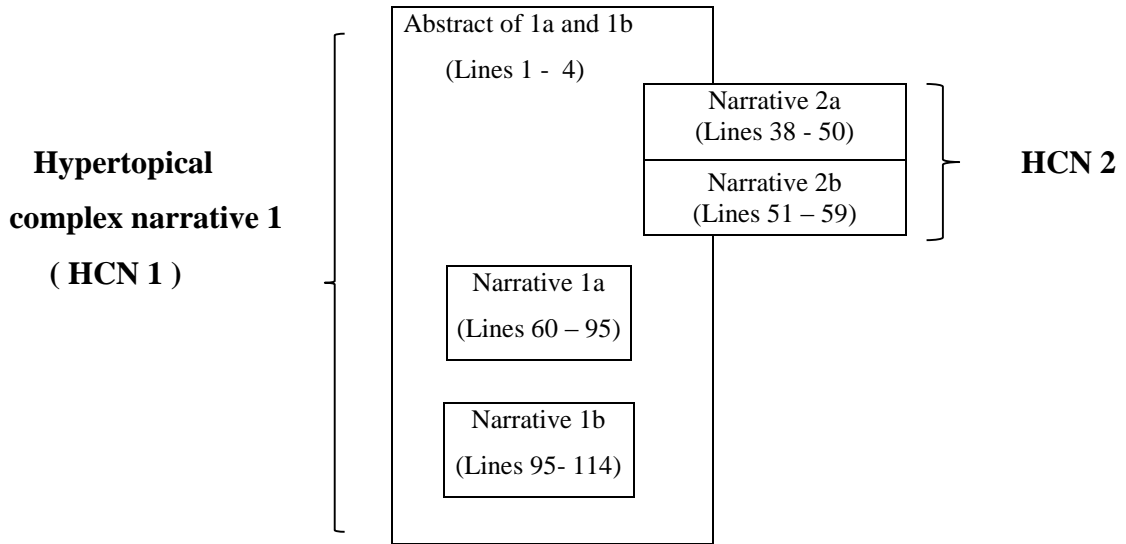 Abstract of 1a and 1b
(Lines 1 - 4)
Narrative 2a
(Lines 38 - 50)
Narrative 2b
(Lines 51 – 59)
HCN 2
Hypertopical
complex narrative 1
( HCN 1 )
Narrative 1a
(Lines 60 – 95)
Narrative 1b
(Lines 95- 114)